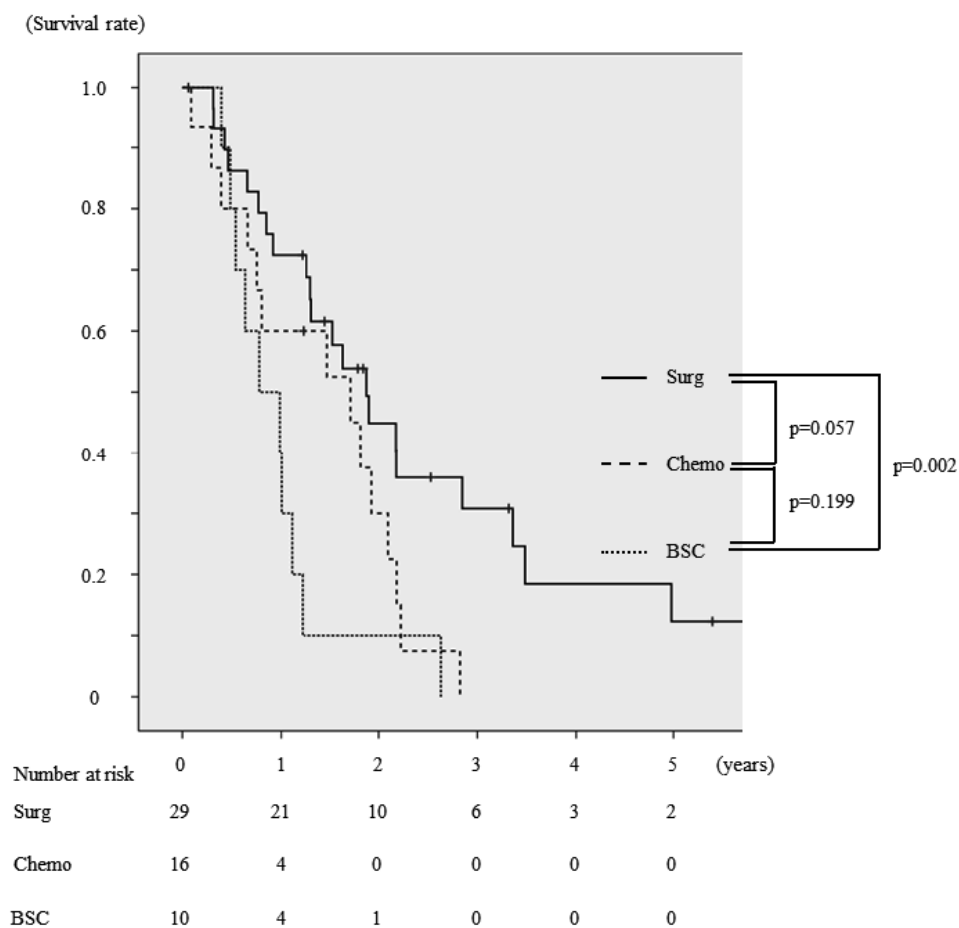 (Survival rate)
1.0
0.8
0.6
0.4
0.2
0
Surg
Chemo
BSC
p=0.057
p=0.199
p=0.002
0 1 2 3 4 5 (years)
Number at risk
Surg 29 21 10 6 3 2
Chemo 16 4 0 0 0 0
BSC 10 4 1 0 0 0